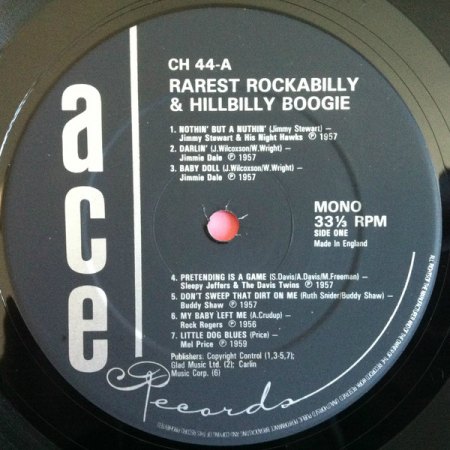 ace
Records
CH 44-A
RAREST ROCKABILLY
& HILLBILLY BOOGIE
1. NOTHIN' BUT A NUTHIN' (Jimmy Stewart) –
Jimmy Stewart & His Night Hawks ℗ 1957
2. DARLIN' (J.Wilcoxson/W.Wright) –
Jimmie Dale ℗ 1957
3. BABY DOLL (J.Wilcoxson/W.Wright) –
Jimmie Dale ℗ 1957
MONO
33⅓ RPM
SIDE ONE
Made in England
4. PRETENDING IS A GAME (S.Davis/A.Davis/M.Freeman) –
Sleepy Jeffers & The Davis Twins ℗ 1957
5. DON'T SWEEP THAT DIRT ON ME (Ruth Snider/Buddy Shaw) –
Buddy Shaw ℗ 1957
6. MY BABY LEFT ME (A.Crudup) –
Rock Rogers ℗ 1956
7. LITTLE DOG BLUES (Price) –
Mel Price ℗ 1959
Publishers: Copyright Control (1,3-5,7);
Glad Music Ltd. (2); Carlin
Music Corp. (6)